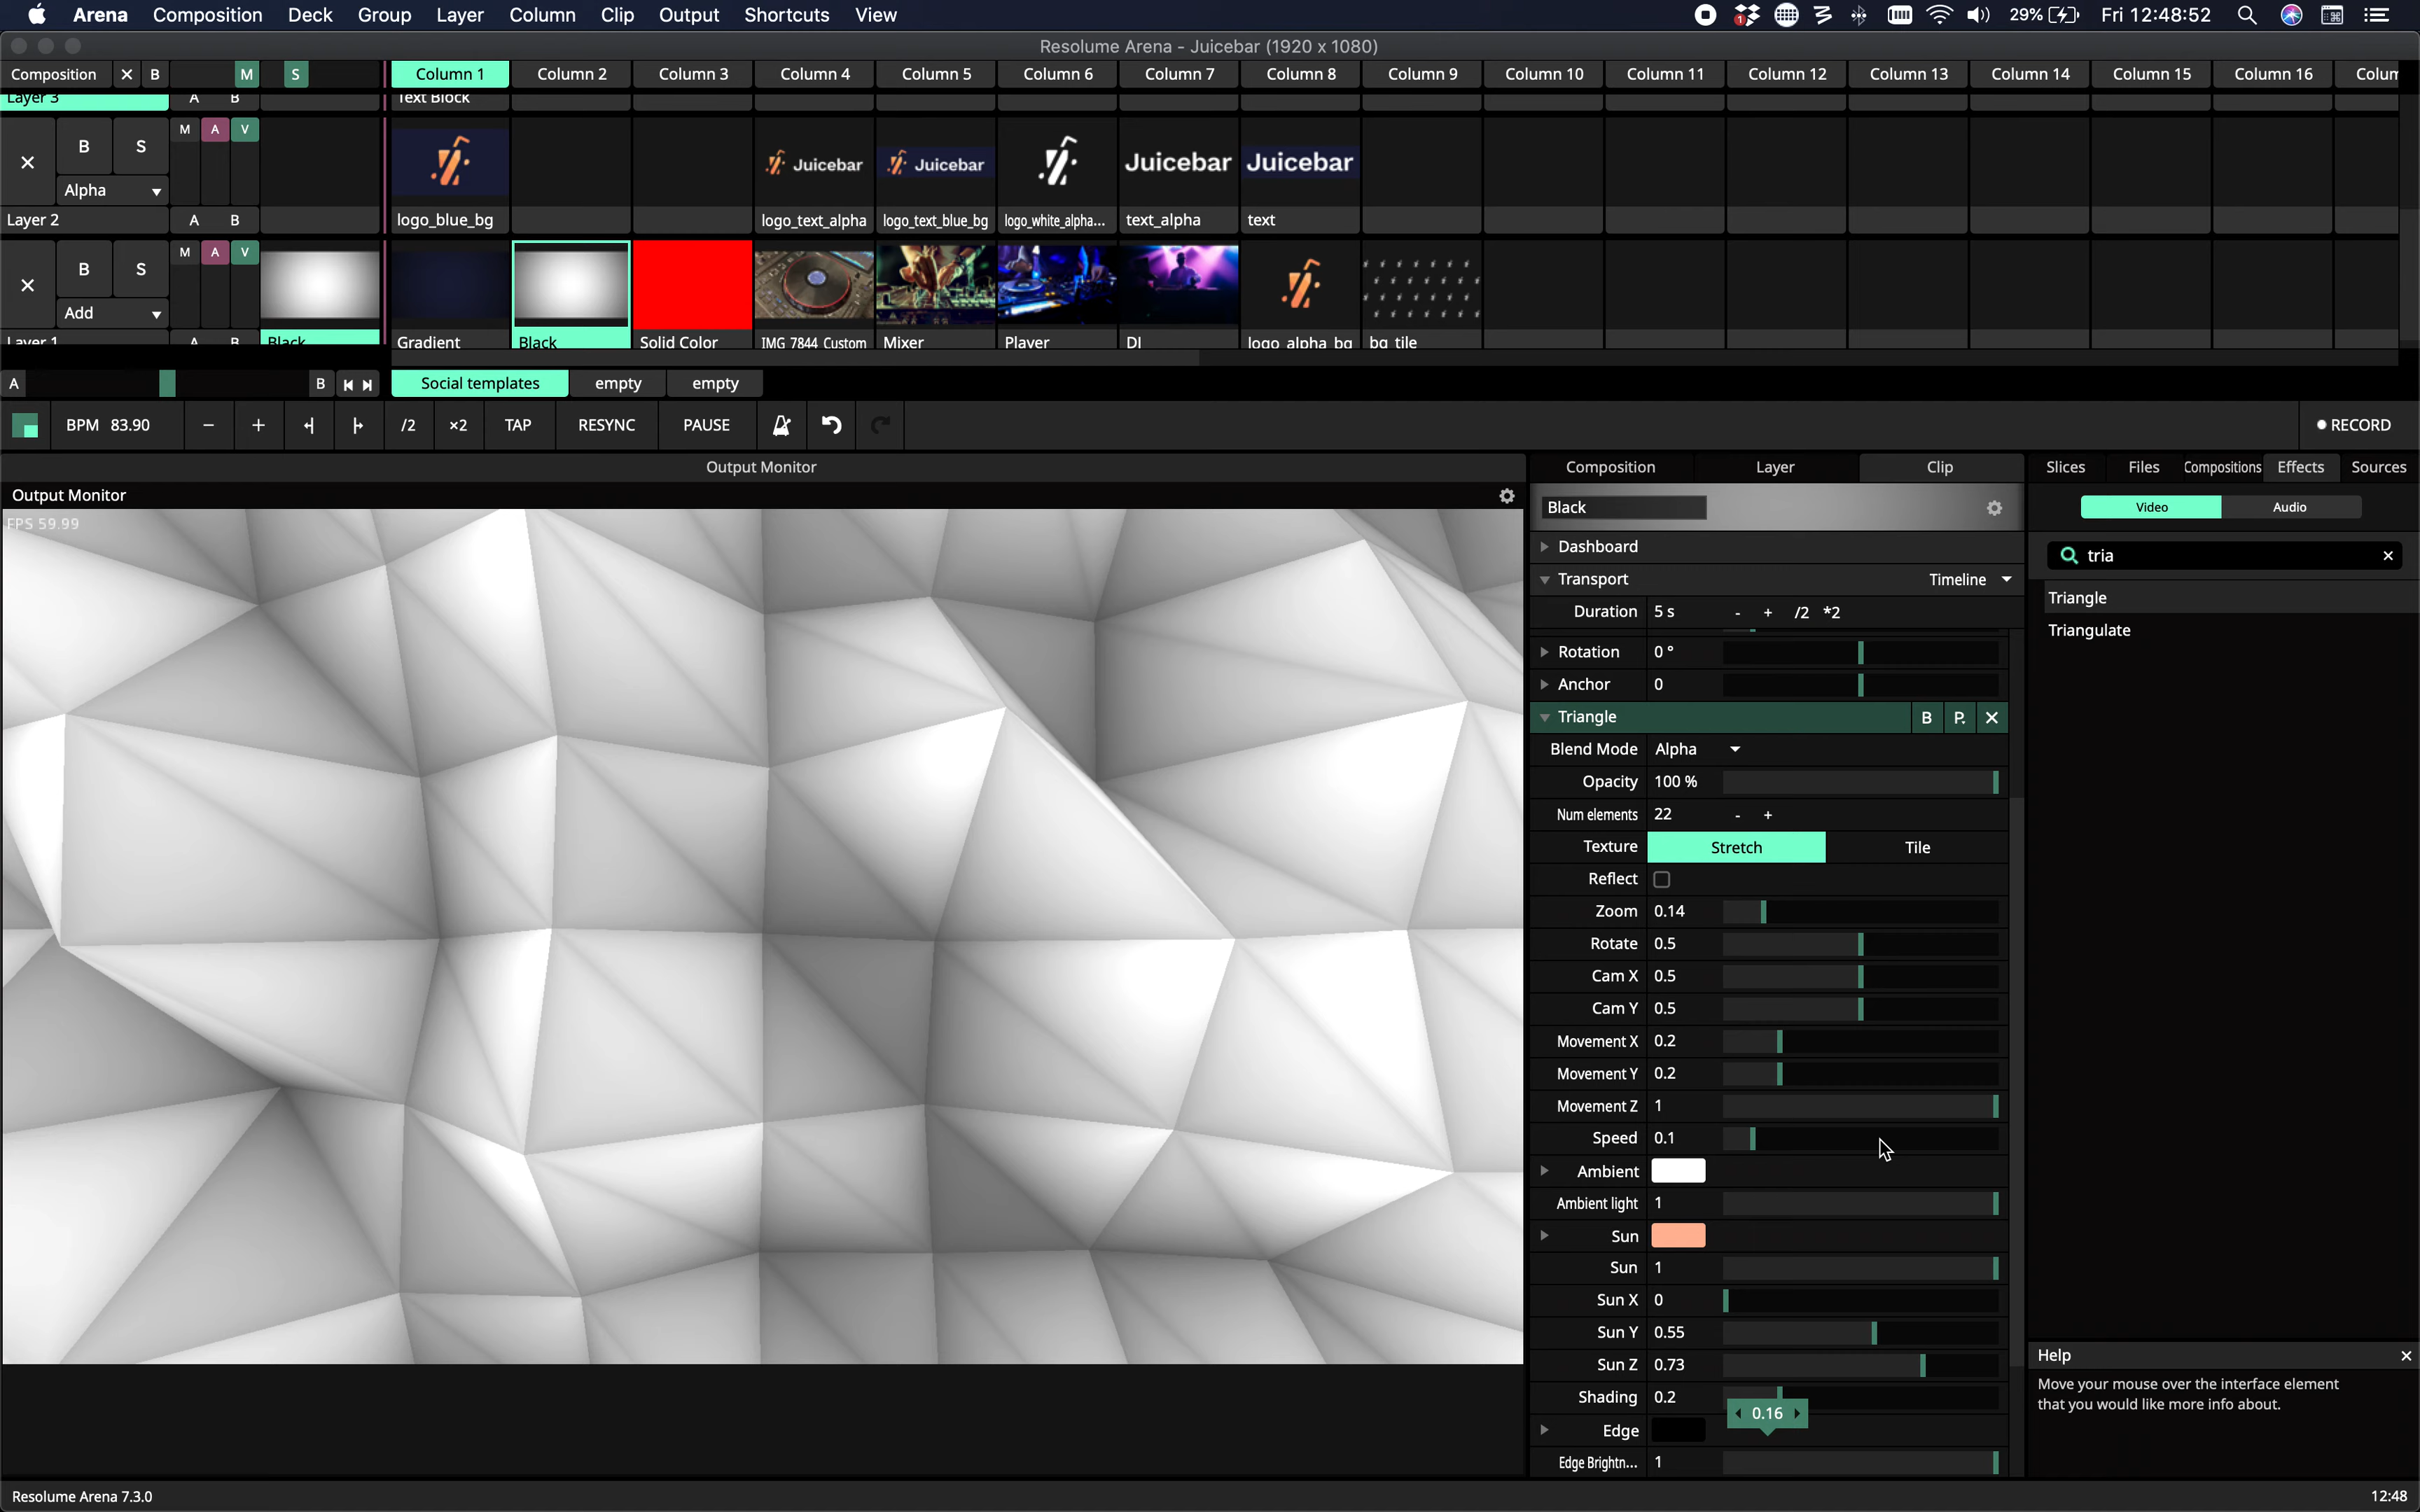 Arena Composition Deck Group Layer Column Clip Output Shortcuts View 1 29% Fri 12:48:52
Resolume Arena - Juicebar (1920 x 1080)
Composition B M S Column 1 Column 2 Column 3 Column 4 Column 5 Column 6 Column 7 Column 8 Column 9 Column 10 Column 11 Column 12 Column 13 Column 14 Column 15 Column 16 Colum
Layer 3 A B Text Block
B S M A V Juicebar Juicebar Juicebar Juicebar
Alpha
Layer 2 A B logo_blue_bg logo_text_alpha logo_text_blue_bg logo_white_alpha... text_alpha text
B S M A V
Add
Layer 1 A B Black Gradient Black Solid Color IMG_7844_Custom Mixer Player DJ logo_alpha_bg bg_tile
A B Social templates empty empty
BPM 83.90 - + /2 ×2 TAP RESYNC PAUSE RECORD
Output Monitor
Output Monitor
FPS 59.99
Composition Layer Clip
Black
Dashboard
Transport Timeline
Duration 5 s - + /2 *2
Rotation 0 °
Anchor 0
Triangle B P.
Blend Mode Alpha
Opacity 100 %
Num elements 22 - +
Texture Stretch Tile
Reflect
Zoom 0.14
Rotate 0.5
Cam X 0.5
Cam Y 0.5
Movement X 0.2
Movement Y 0.2
Movement Z 1
Speed 0.1
Ambient
Ambient light 1
Sun
Sun 1
Sun X 0
Sun Y 0.55
Sun Z 0.73
Shading 0.2
0.16
Edge
Edge Brightn... 1
Slices Files Compositions Effects Sources
Video Audio
tria
Triangle
Triangulate
Help
Move your mouse over the interface element
that you would like more info about.
Resolume Arena 7.3.0 12:48